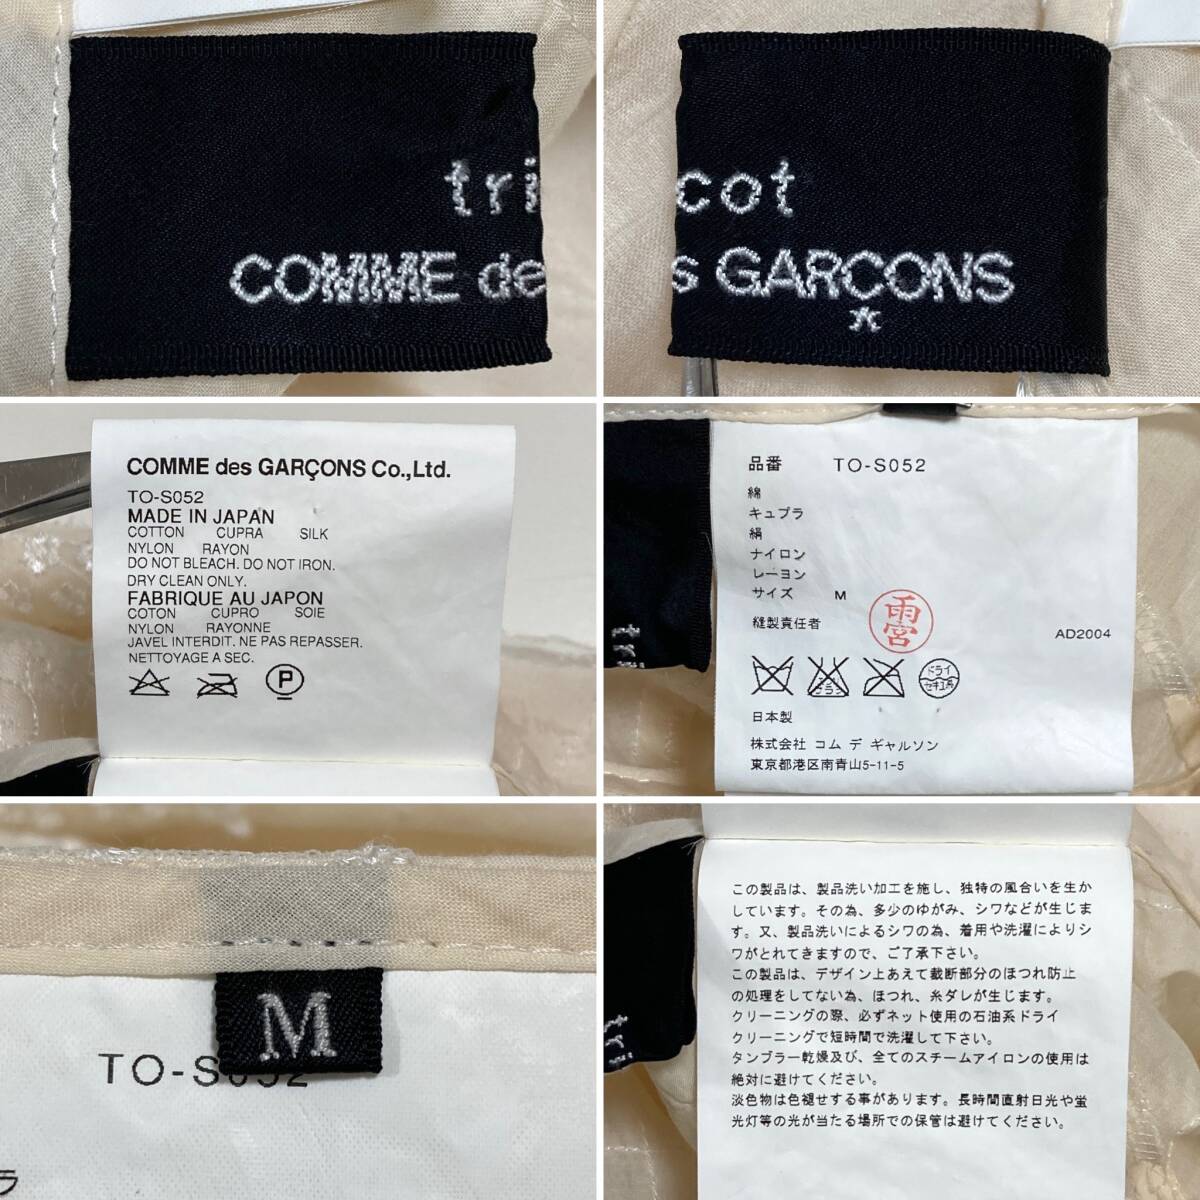 tri
COMME de
cot
s GARCONS
COMME des GARÇONS Co.,Ltd.
TO-S052
MADE IN JAPAN
COTTON CUPRA SILK
NYLON RAYON
DO NOT BLEACH. DO NOT IRON.
DRY CLEAN ONLY.
FABRIQUE AU JAPON
COTON CUPRO SOIE
NYLON RAYONNE
JAVEL INTERDIT. NE PAS REPASSER.
NETTOYAGE A SEC.
P
品番 TO-S052
綿
キュプラ
絹
ナイロン
レーヨン
サイズ M
縫製責任者
雨宮
AD2004
ドライ
セキユ系
日本製
株式会社 コム デ ギャルソン
東京都港区南青山5-11-5
tri
M
TO-S052
ラ
この製品は、製品洗い加工を施し、独特の風合いを生か
しています。その為、多少のゆがみ、シワなどが生じま
す。又、製品洗いによるシワの為、着用や洗濯によりシ
ワがとれてきますので、ご了承下さい。
この製品は、デザイン上あえて裁断部分のほつれ防止
の処理をしてない為、ほつれ、糸ダレが生じます。
クリーニングの際、必ずネット使用の石油系ドライ
クリーニングで短時間で洗濯して下さい。
タンブラー乾燥及び、全てのスチームアイロンの使用は
絶対に避けてください。
淡色物は色褪せする事があります。長時間直射日光や蛍
光灯等の光が当たる場所での保管は避けてください。